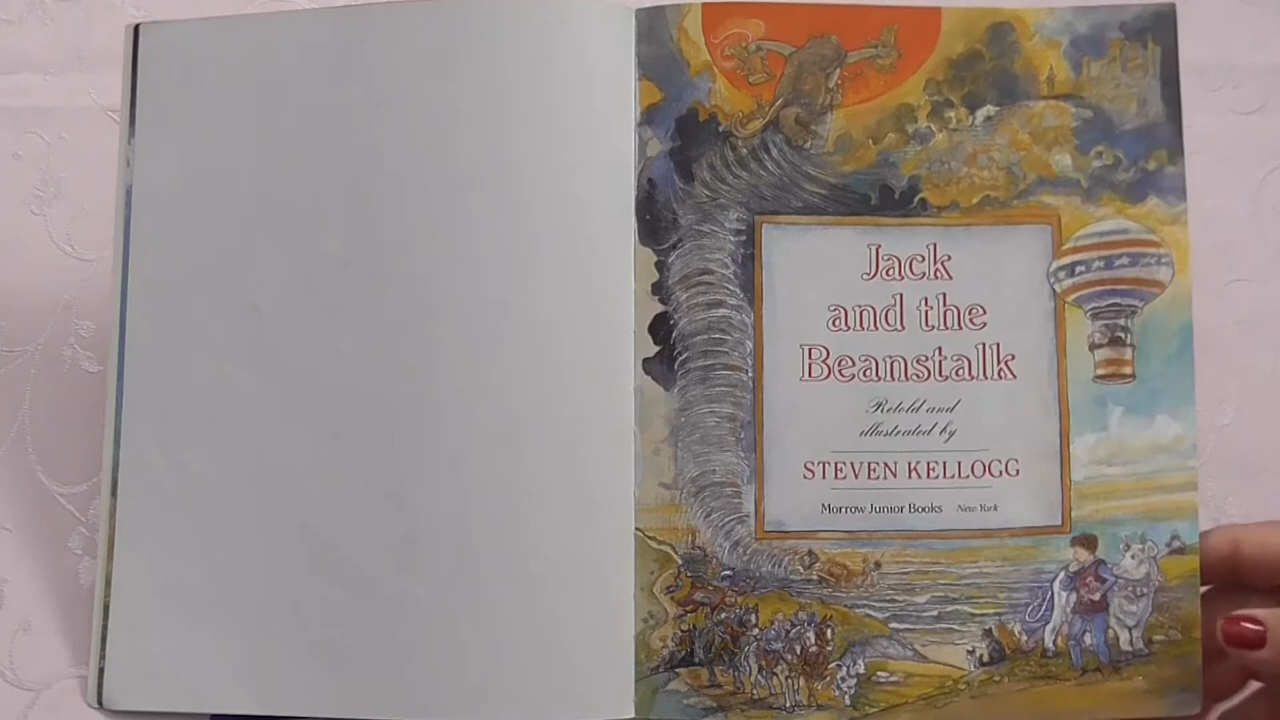 Jack
and the
Beanstalk
Retold and
illustrated by
STEVEN KELLOGG
Morrow Junior Books New York